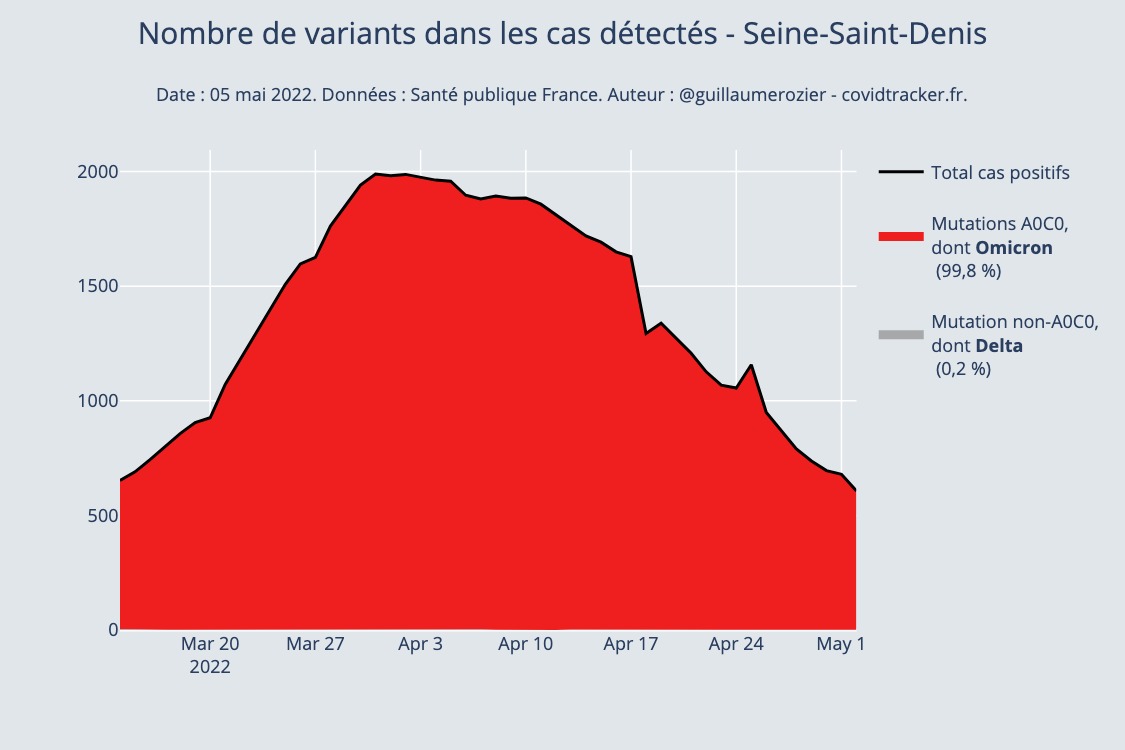 Nombre de variants dans les cas détectés - Seine-Saint-Denis
Date : 05 mai 2022. Données : Santé publique France. Auteur : @guillaumerozier - covidtracker.fr.
2000
1500
1000
500
0
Mar 20
2022
Mar 27
Apr 3
Apr 10
Apr 17
Apr 24
May 1
Total cas positifs
Mutations A0C0,
dont Omicron
(99,8 %)
Mutation non-A0C0,
dont Delta
(0,2 %)